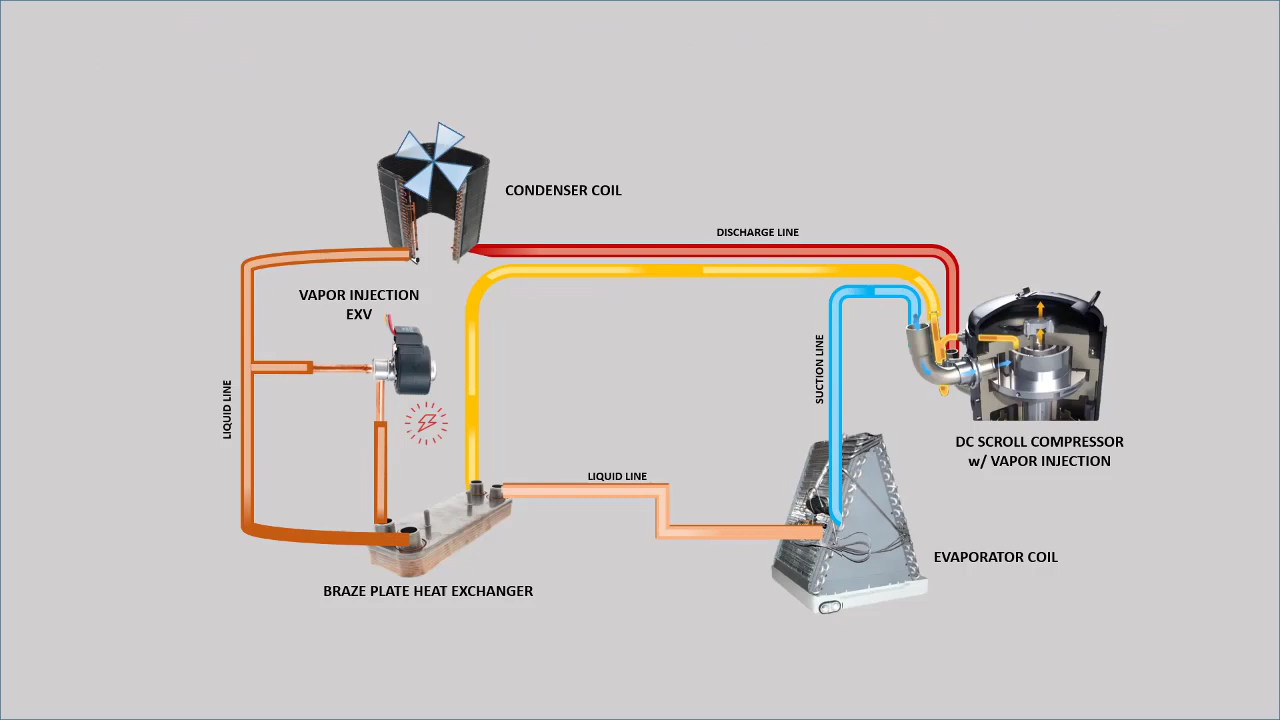 CONDENSER COIL
DISCHARGE LINE
VAPOR INJECTION
EXV
SUCTION LINE
LIQUID LINE
DC SCROLL COMPRESSOR
w/ VAPOR INJECTION
LIQUID LINE
EVAPORATOR COIL
BRAZE PLATE HEAT EXCHANGER